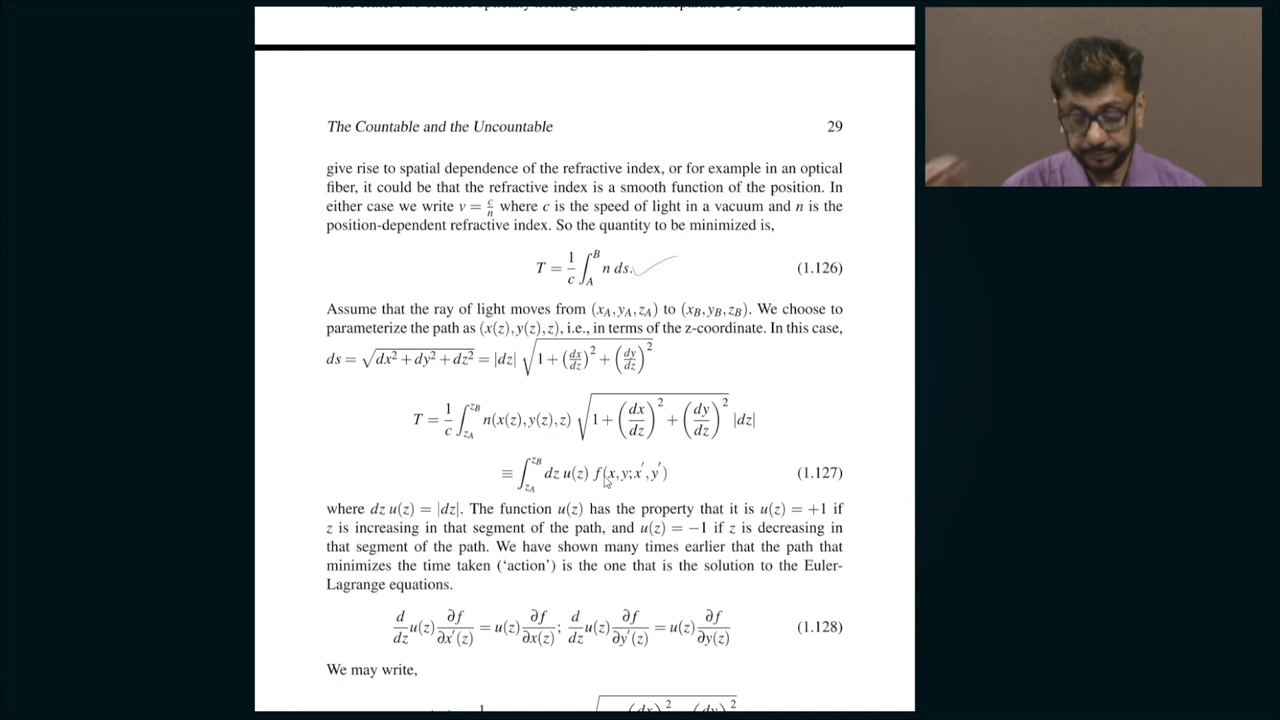 The Countable and the Uncountable 29
give rise to spatial dependence of the refractive index, or for example in an optical
fiber, it could be that the refractive index is a smooth function of the position. In
either case we write v = c/n where c is the speed of light in a vacuum and n is the
position-dependent refractive index. So the quantity to be minimized is,
T = 1/c ∫_A^B n ds. (1.126)
Assume that the ray of light moves from (x_A, y_A, z_A) to (x_B, y_B, z_B). We choose to
parameterize the path as (x(z), y(z), z), i.e., in terms of the z-coordinate. In this case,
ds = √(dx² + dy² + dz²) = |dz| √(1 + (dx/dz)² + (dy/dz)²)
T = 1/c ∫_{z_A}^{z_B} n(x(z), y(z), z) √(1 + (dx/dz)² + (dy/dz)²) |dz|
≡ ∫_{z_A}^{z_B} dz u(z) f(x, y; x′, y′) (1.127)
where dz u(z) = |dz|. The function u(z) has the property that it is u(z) = +1 if
z is increasing in that segment of the path, and u(z) = −1 if z is decreasing in
that segment of the path. We have shown many times earlier that the path that
minimizes the time taken (‘action’) is the one that is the solution to the Euler-
Lagrange equations.
d/dz u(z) ∂f/∂x′(z) = u(z) ∂f/∂x(z); d/dz u(z) ∂f/∂y′(z) = u(z) ∂f/∂y(z) (1.128)
We may write,